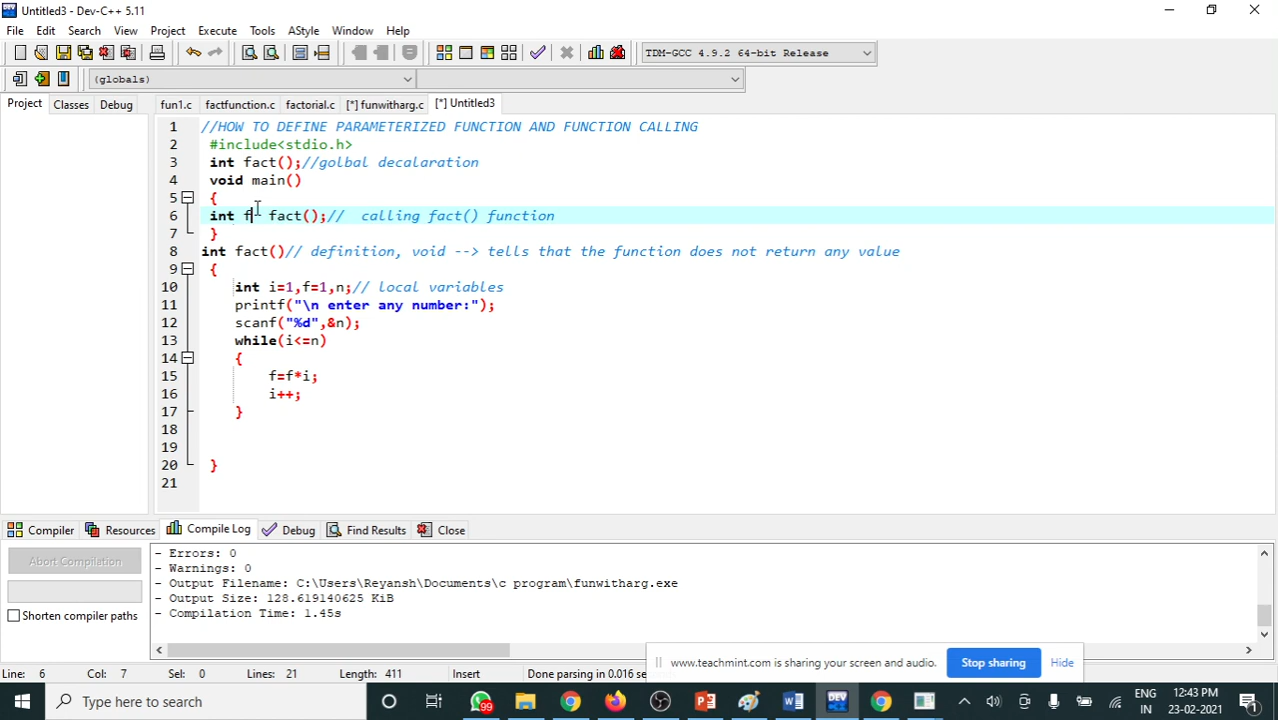 Untitled3 - Dev-C++ 5.11
File Edit Search View Project Execute Tools AStyle Window Help
TDM-GCC 4.9.2 64-bit Release
(globals)
Project Classes Debug fun1.c factfunction.c factorial.c [*] funwitharg.c [*] Untitled3
1 //HOW TO DEFINE PARAMETERIZED FUNCTION AND FUNCTION CALLING
2 #include<stdio.h>
3 int fact();//golbal decalaration
4 void main()
5 {
6 int f fact();//  calling fact() function
7 }
8 int fact()// definition, void --> tells that the function does not return any value
9 {
10 int i=1,f=1,n;// local variables
11 printf("\n enter any number:");
12 scanf("%d",&n);
13 while(i<=n)
14 {
15 f=f*i;
16 i++;
17 }
18
19
20 }
21
Compiler Resources Compile Log Debug Find Results Close
Abort Compilation
Shorten compiler paths
- Errors: 0
- Warnings: 0
- Output Filename: C:\Users\Reyansh\Documents\c program\funwitharg.exe
- Output Size: 128.619140625 KiB
- Compilation Time: 1.45s
www.teachmint.com is sharing your screen and audio. Stop sharing Hide
Line: 6 Col: 7 Sel: 0 Lines: 21 Length: 411 Insert Done parsing in 0.016 se
Type here to search
99
ENG
IN
12:43 PM
23-02-2021
1